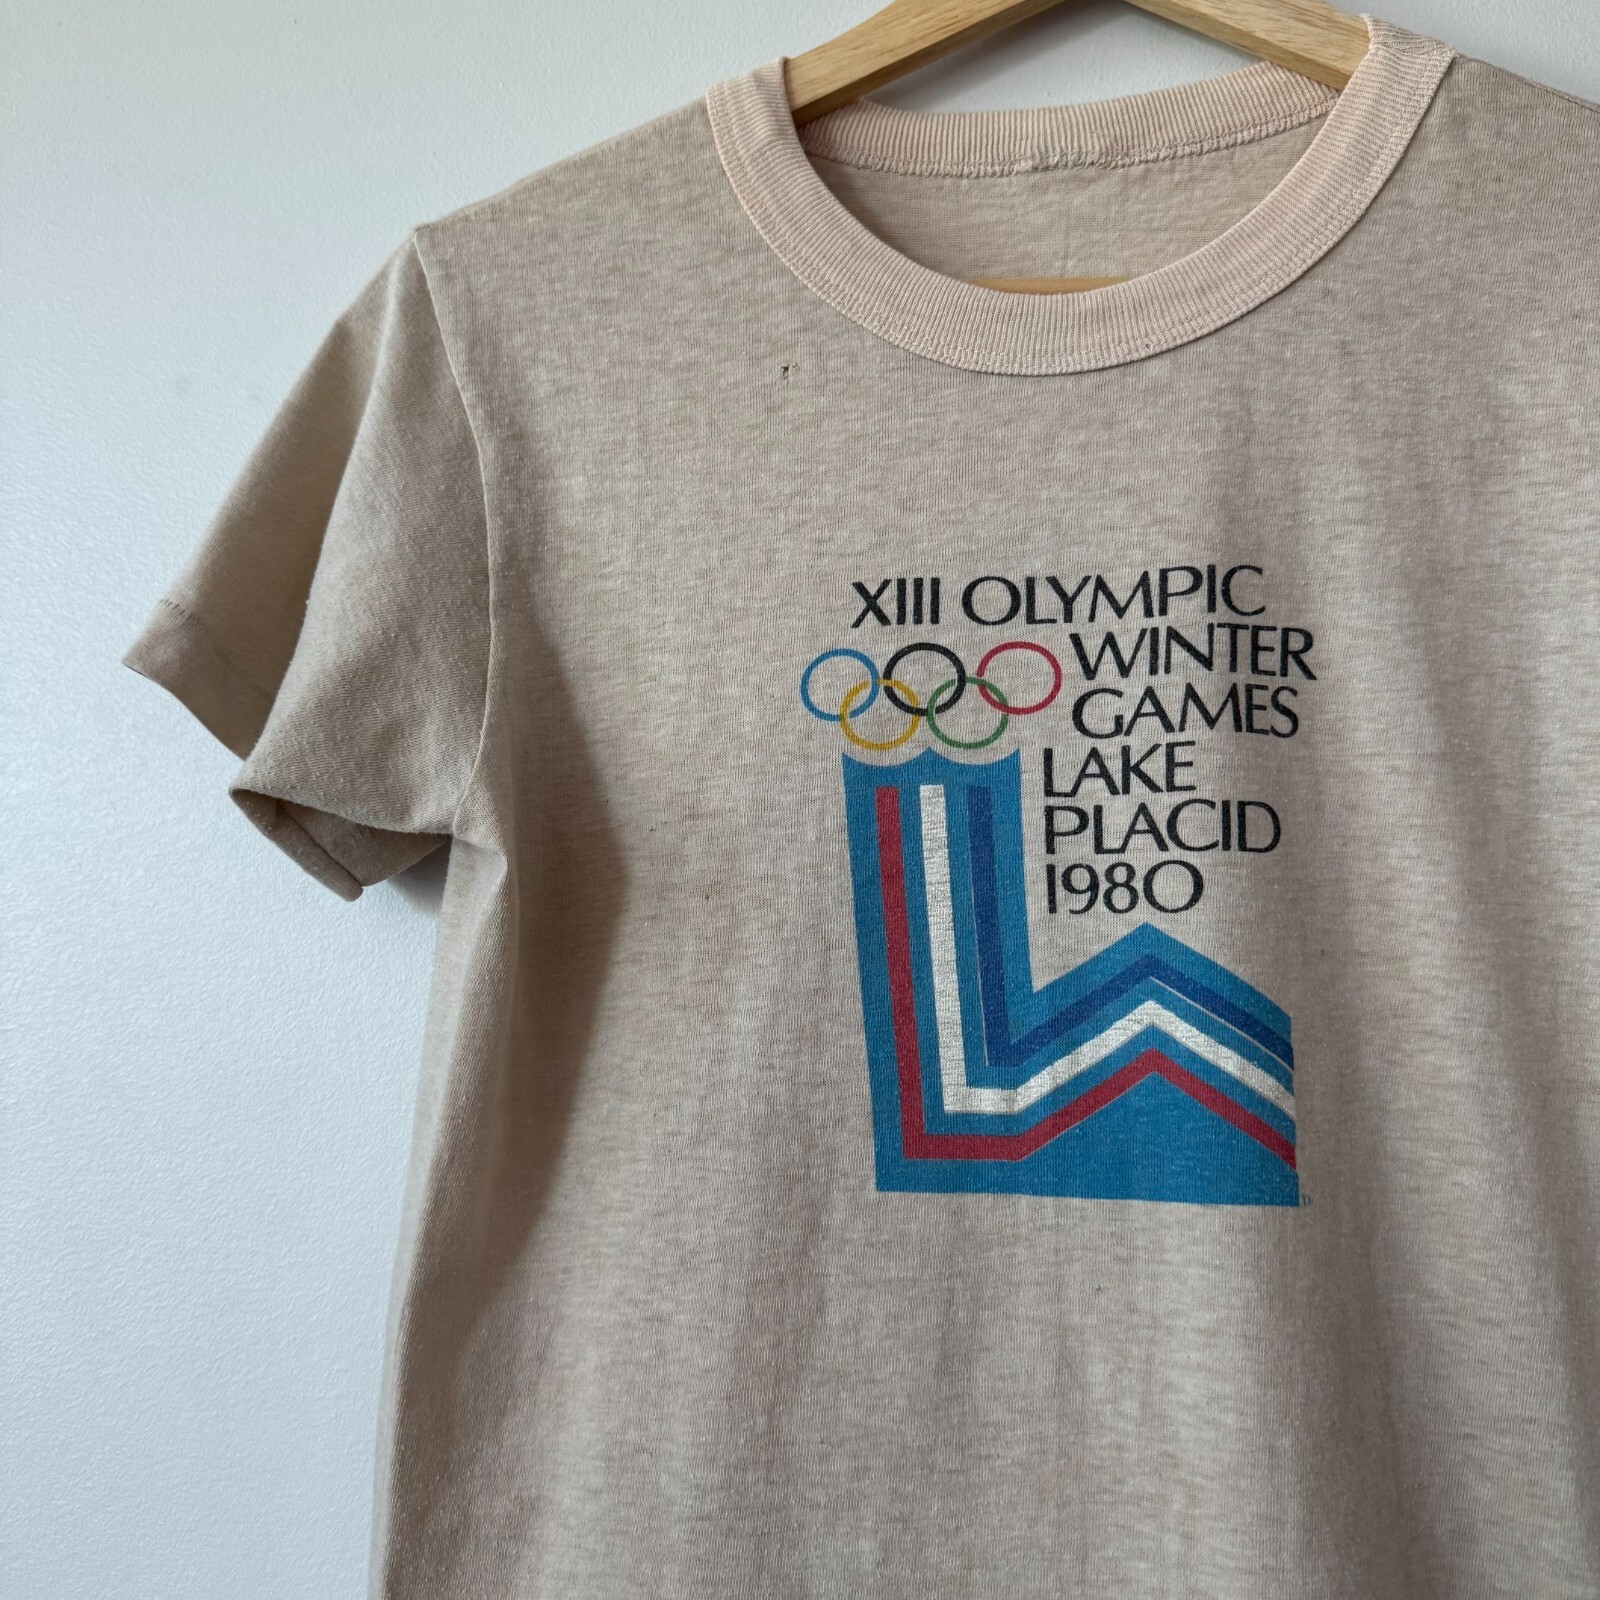 XIII OLYMPIC
WINTER
GAMES
LAKE
PLACID
1980